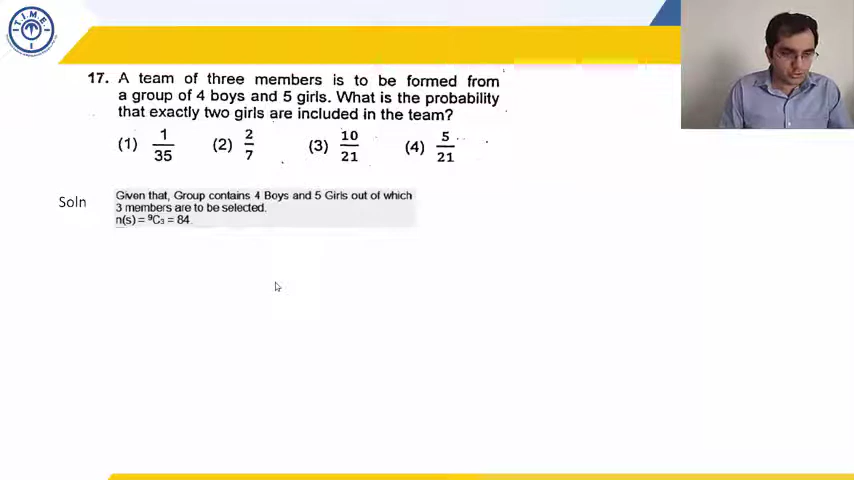 T.I.M.E.
17. A team of three members is to be formed from
a group of 4 boys and 5 girls. What is the probability
that exactly two girls are included in the team?
(1) 1/35 (2) 2/7 (3) 10/21 (4) 5/21
Soln
Given that, Group contains 4 Boys and 5 Girls out of which
3 members are to be selected.
n(s) = ⁹C₃ = 84.